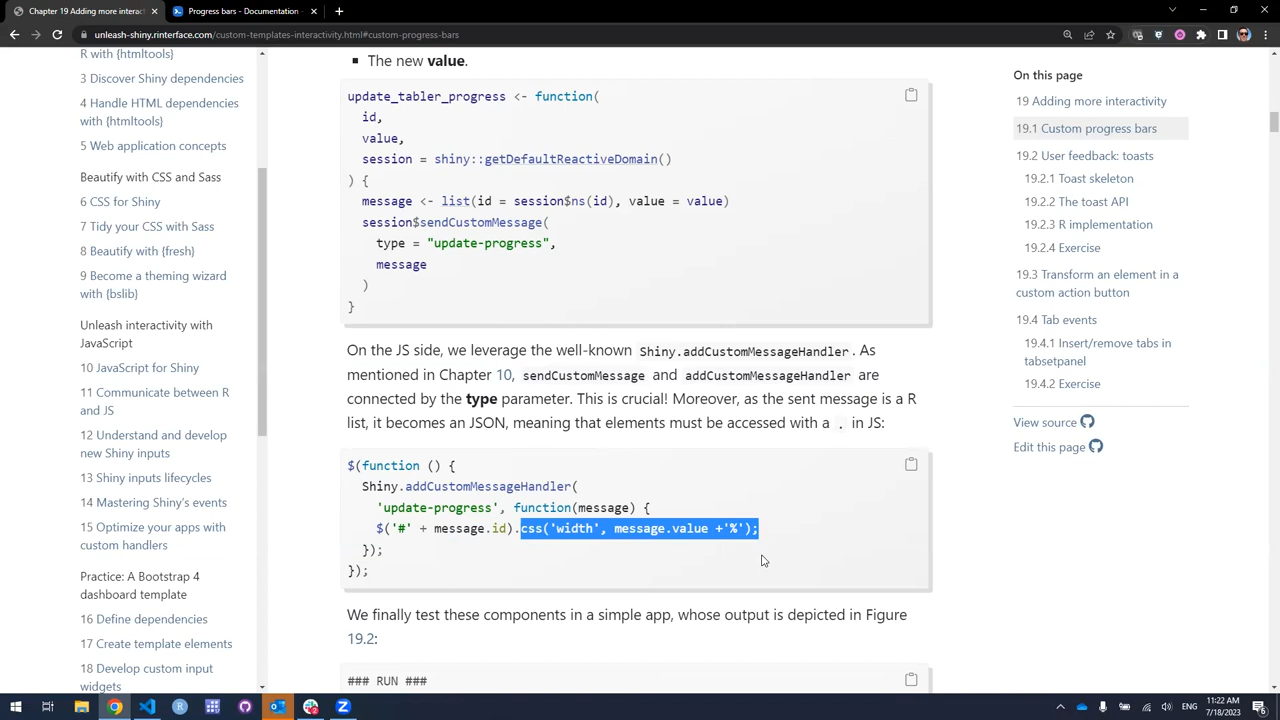 Chapter 19 Adding more interac
Progress bars - Documentation -
unleash-shiny.rinterface.com/custom-templates-interactivity.html#custom-progress-bars
R with {htmltools}
3 Discover Shiny dependencies
4 Handle HTML dependencies
with {htmltools}
5 Web application concepts
Beautify with CSS and Sass
6 CSS for Shiny
7 Tidy your CSS with Sass
8 Beautify with {fresh}
9 Become a theming wizard
with {bslib}
Unleash interactivity with
JavaScript
10 JavaScript for Shiny
11 Communicate between R
and JS
12 Understand and develop
new Shiny inputs
13 Shiny inputs lifecycles
14 Mastering Shiny's events
15 Optimize your apps with
custom handlers
Practice: A Bootstrap 4
dashboard template
16 Define dependencies
17 Create template elements
18 Develop custom input
widgets
The new value.
update_tabler_progress <- function(
id,
value,
session = shiny::getDefaultReactiveDomain()
) {
message <- list(id = session$ns(id), value = value)
session$sendCustomMessage(
type = "update-progress",
message
)
}
On the JS side, we leverage the well-known Shiny.addCustomMessageHandler. As
mentioned in Chapter 10, sendCustomMessage and addCustomMessageHandler are
connected by the type parameter. This is crucial! Moreover, as the sent message is a R
list, it becomes an JSON, meaning that elements must be accessed with a . in JS:
$(function () {
Shiny.addCustomMessageHandler(
'update-progress', function(message) {
$('#' + message.id).css('width', message.value +'%');
});
});
We finally test these components in a simple app, whose output is depicted in Figure
19.2:
### RUN ###
On this page
19 Adding more interactivity
19.1 Custom progress bars
19.2 User feedback: toasts
19.2.1 Toast skeleton
19.2.2 The toast API
19.2.3 R implementation
19.2.4 Exercise
19.3 Transform an element in a
custom action button
19.4 Tab events
19.4.1 Insert/remove tabs in
tabsetpanel
19.4.2 Exercise
View source
Edit this page
ENG
11:22 AM
7/18/2023